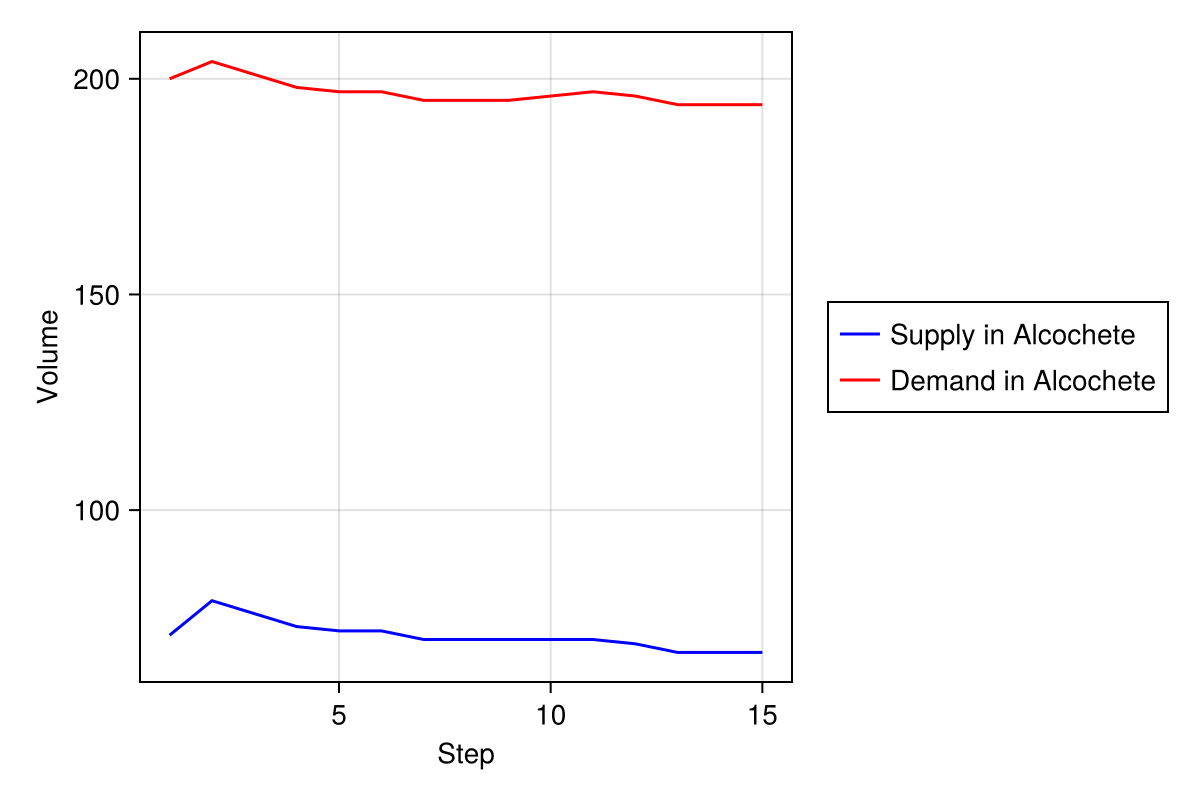 200
150
100
Volume
5 10 15
Step
Supply in Alcochete
Demand in Alcochete